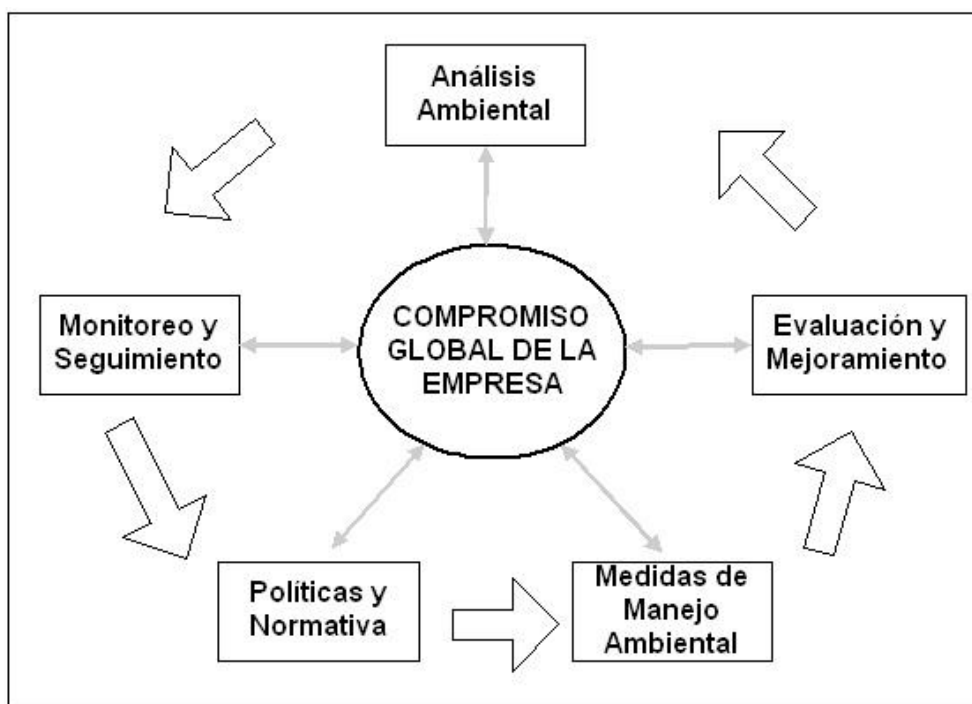 Análisis
Ambiental
Monitoreo y
Seguimiento
COMPROMISO
GLOBAL DE LA
EMPRESA
Evaluación y
Mejoramiento
Políticas y
Normativa
Medidas de
Manejo
Ambiental